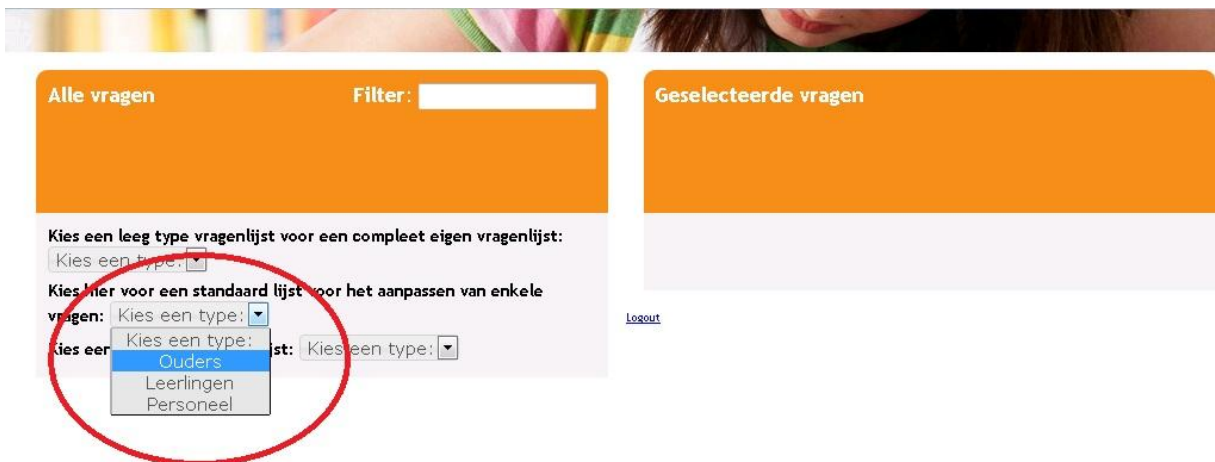 Alle vragen Filter:
Geselecteerde vragen
Kies een leeg type vragenlijst voor een compleet eigen vragenlijst:
Kies een type:
Kies hier voor een standaard lijst voor het aanpassen van enkele
vragen: Kies een type:
Kies een type:
Ouders
Leerlingen
Personeel
Kies een st: Kies een type:
Logout